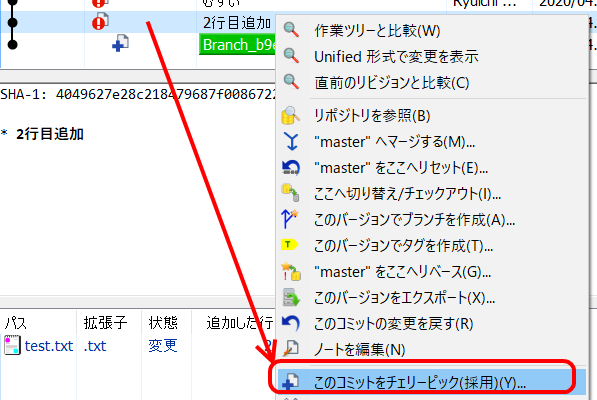 むすい Ryuichi ... 2020/04.
2行目追加
Branch_b9
作業ツリーと比較(W)
Unified 形式で変更を表示
直前のリビジョンと比較(C)
SHA-1: 4049627e28c218479687f0086722
* 2行目追加
リポジトリを参照(B)
"master" へマージする(M)...
"master" をここへリセット(E)...
ここへ切り替え/チェックアウト(I)...
このバージョンでブランチを作成(A)...
このバージョンでタグを作成(T)...
"master" をここへリベース(G)...
このバージョンをエクスポート(X)...
このコミットの変更を戻す(R)
ノートを編集(N)
このコミットをチェリーピック(採用)(Y)...
パス 拡張子 状態 追加した行
test.txt .txt 変更